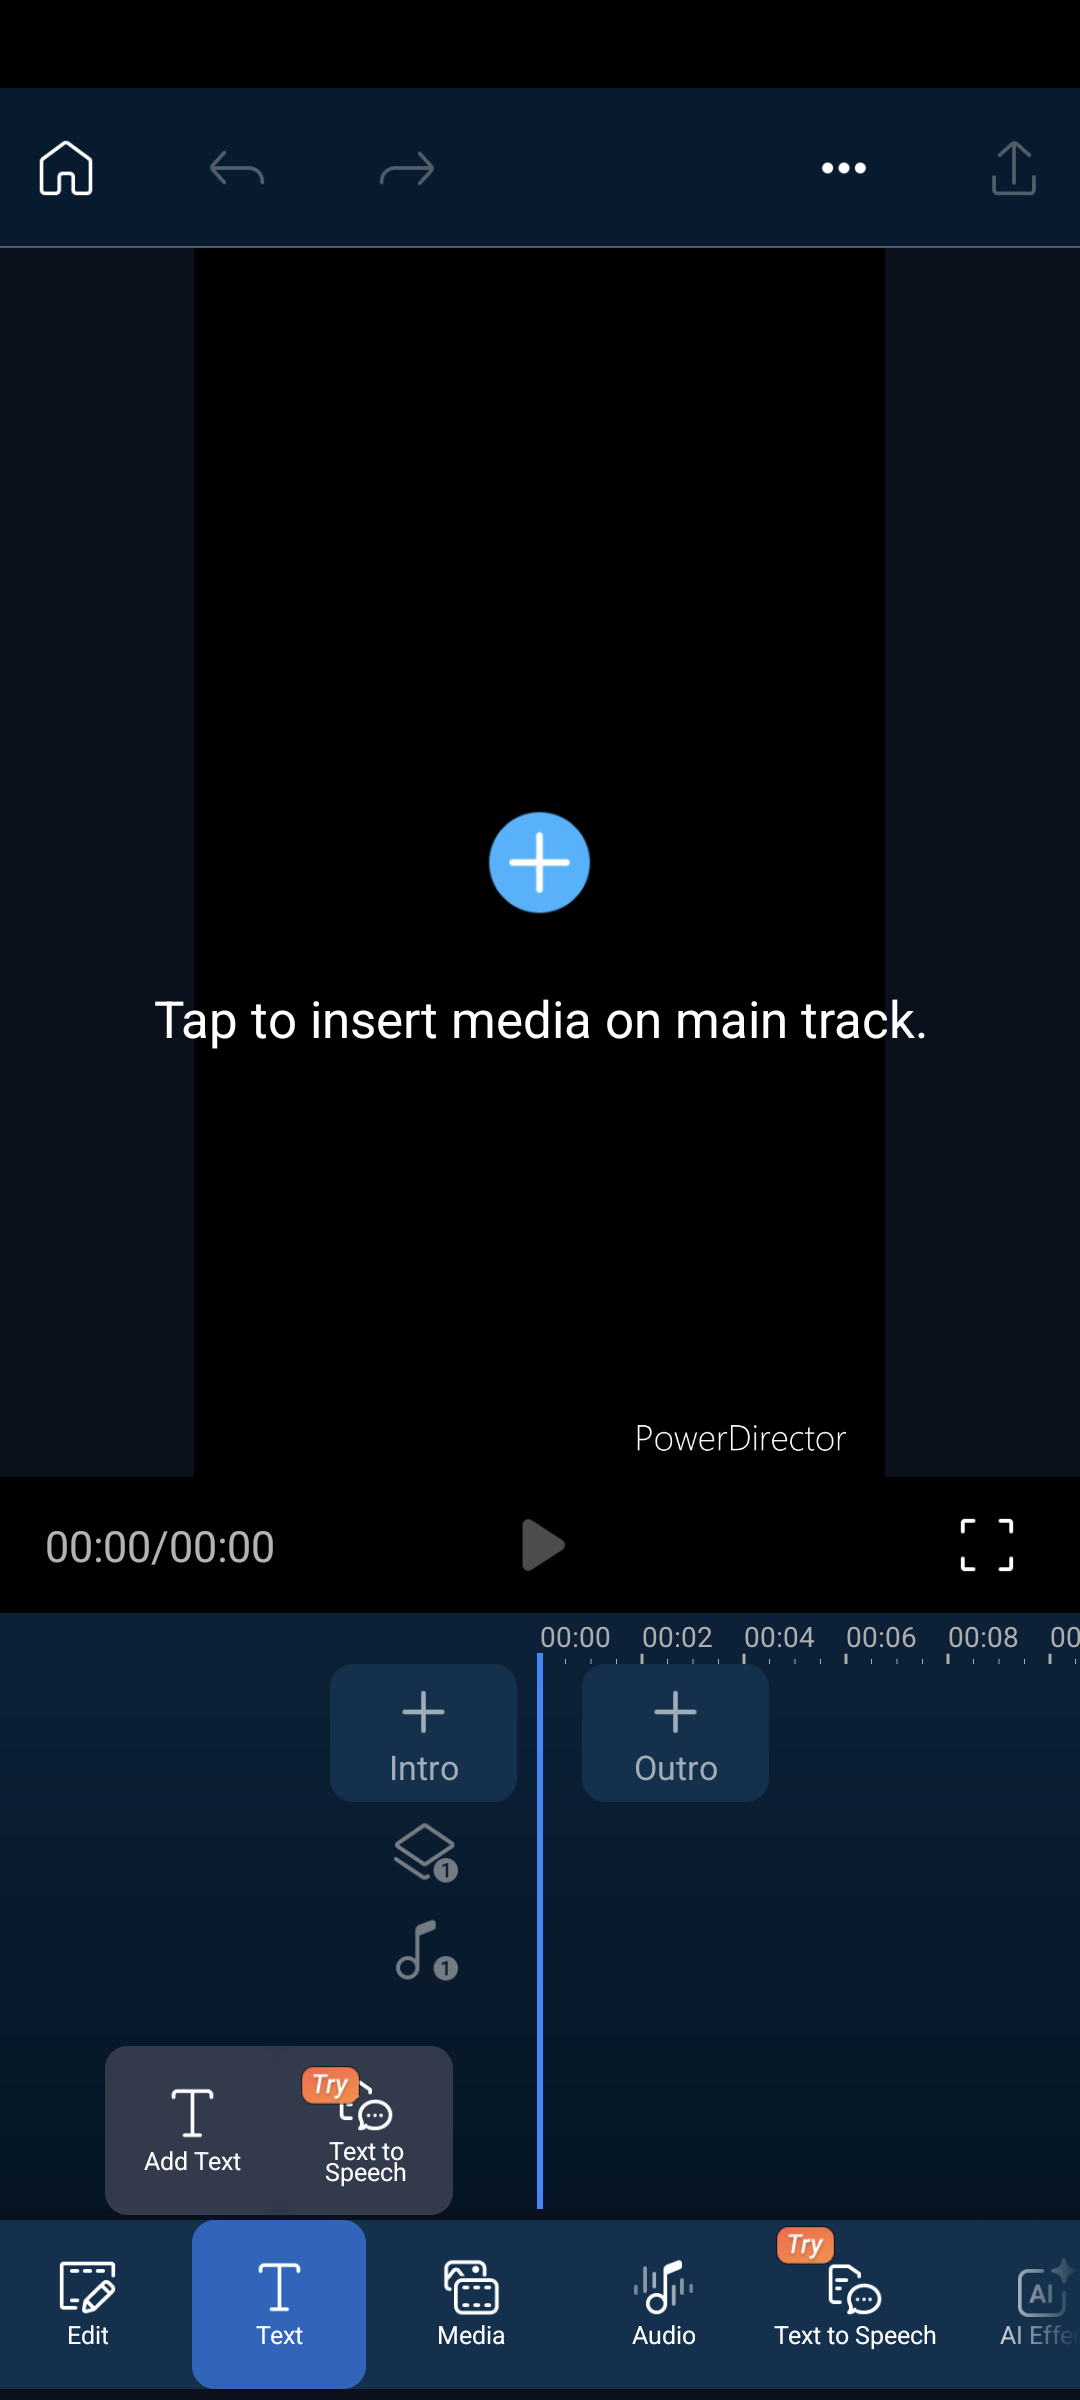 Tap to insert media on main track.
PowerDirector
00:00/00:00
00:00 00:02 00:04 00:06 00:08 00
Intro Outro
1
1
Try
Add Text
Text to
Speech
Try
Edit Text Media Audio Text to Speech AI Effe
AI